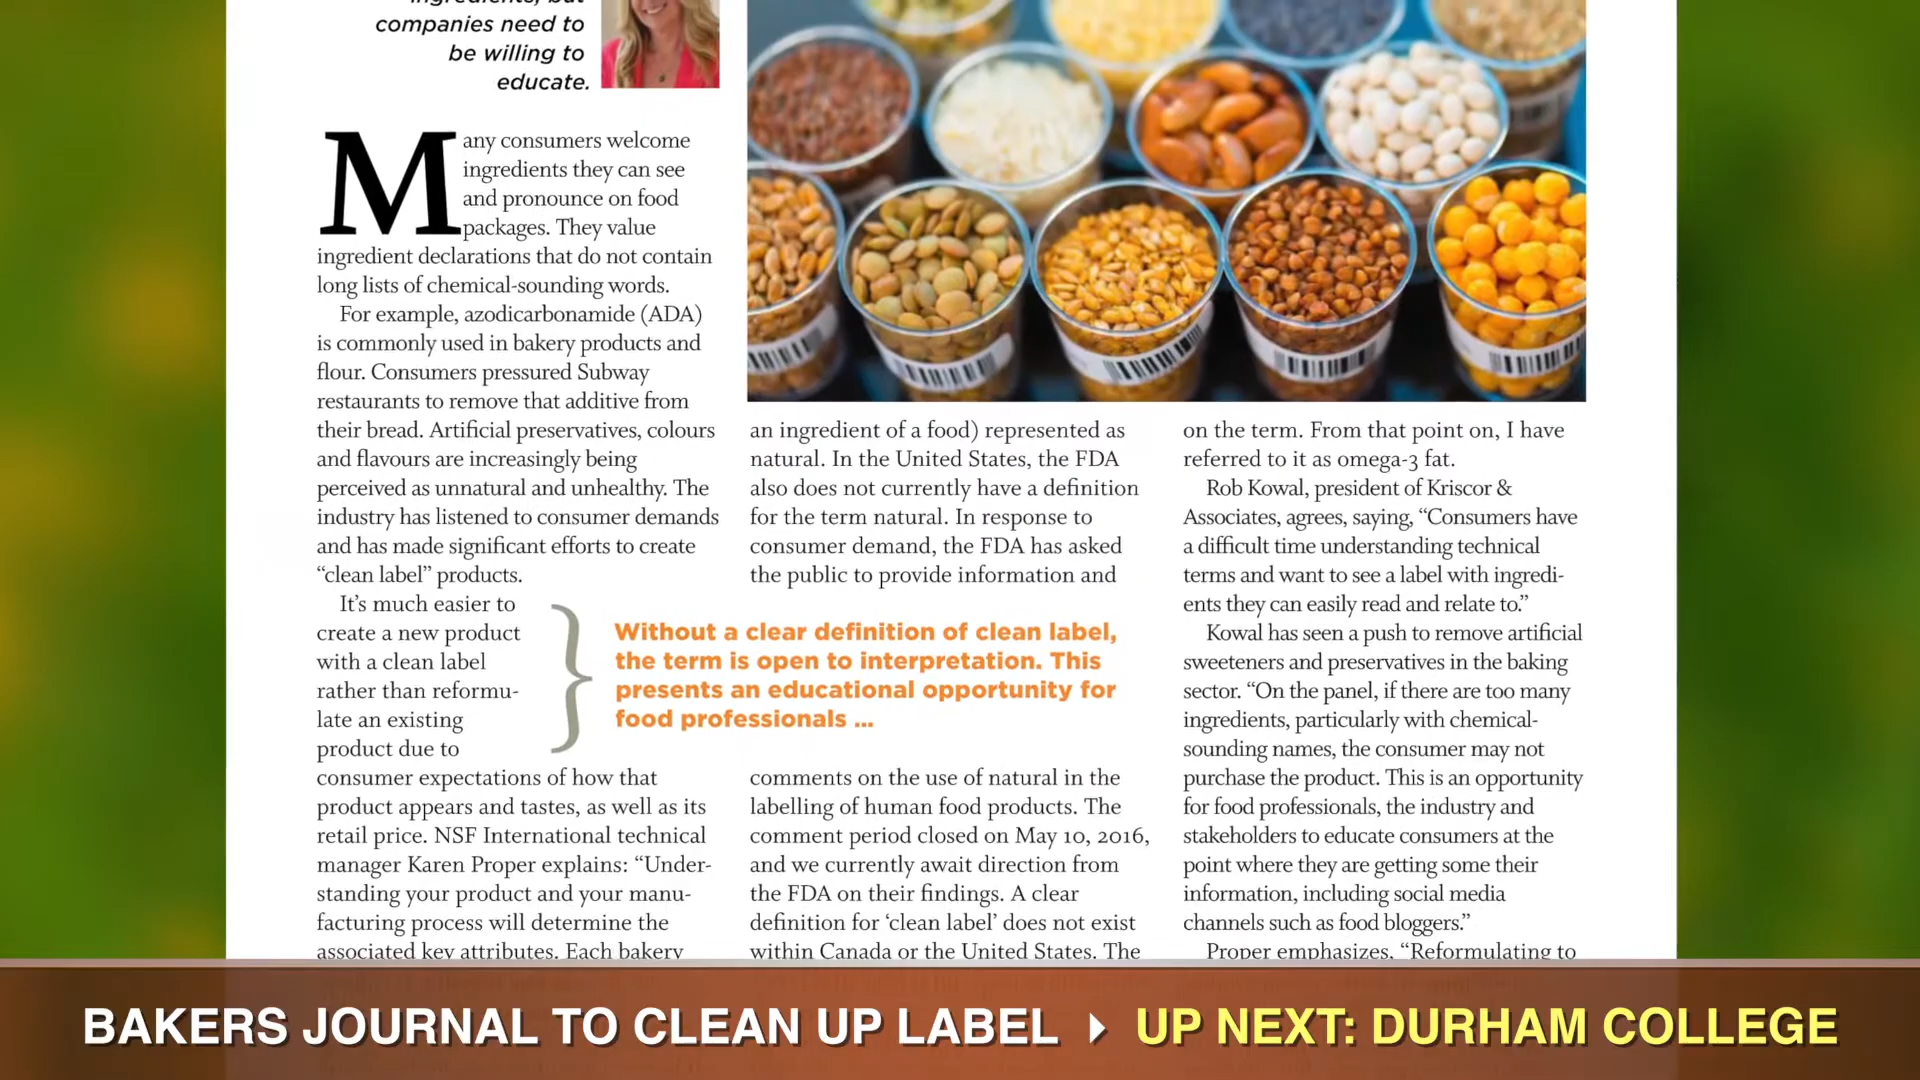 companies need to
be willing to
educate.
Many consumers welcome
ingredients they can see
and pronounce on food
packages. They value
ingredient declarations that do not contain
long lists of chemical-sounding words.
For example, azodicarbonamide (ADA)
is commonly used in bakery products and
flour. Consumers pressured Subway
restaurants to remove that additive from
their bread. Artificial preservatives, colours
and flavours are increasingly being
perceived as unnatural and unhealthy. The
industry has listened to consumer demands
and has made significant efforts to create
“clean label” products.
It’s much easier to
create a new product
with a clean label
rather than reformu-
late an existing
product due to
consumer expectations of how that
product appears and tastes, as well as its
retail price. NSF International technical
manager Karen Proper explains: “Under-
standing your product and your manu-
facturing process will determine the
associated key attributes. Each bakery
an ingredient of a food) represented as
natural. In the United States, the FDA
also does not currently have a definition
for the term natural. In response to
consumer demand, the FDA has asked
the public to provide information and
Without a clear definition of clean label,
the term is open to interpretation. This
presents an educational opportunity for
food professionals ...
comments on the use of natural in the
labelling of human food products. The
comment period closed on May 10, 2016,
and we currently await direction from
the FDA on their findings. A clear
definition for ‘clean label’ does not exist
within Canada or the United States. The
on the term. From that point on, I have
referred to it as omega-3 fat.
Rob Kowal, president of Kriscor &
Associates, agrees, saying, “Consumers have
a difficult time understanding technical
terms and want to see a label with ingredi-
ents they can easily read and relate to.”
Kowal has seen a push to remove artificial
sweeteners and preservatives in the baking
sector. “On the panel, if there are too many
ingredients, particularly with chemical-
sounding names, the consumer may not
purchase the product. This is an opportunity
for food professionals, the industry and
stakeholders to educate consumers at the
point where they are getting some their
information, including social media
channels such as food bloggers.”
Proper emphasizes, “Reformulating to
BAKERS JOURNAL TO CLEAN UP LABEL UP NEXT: DURHAM COLLEGE